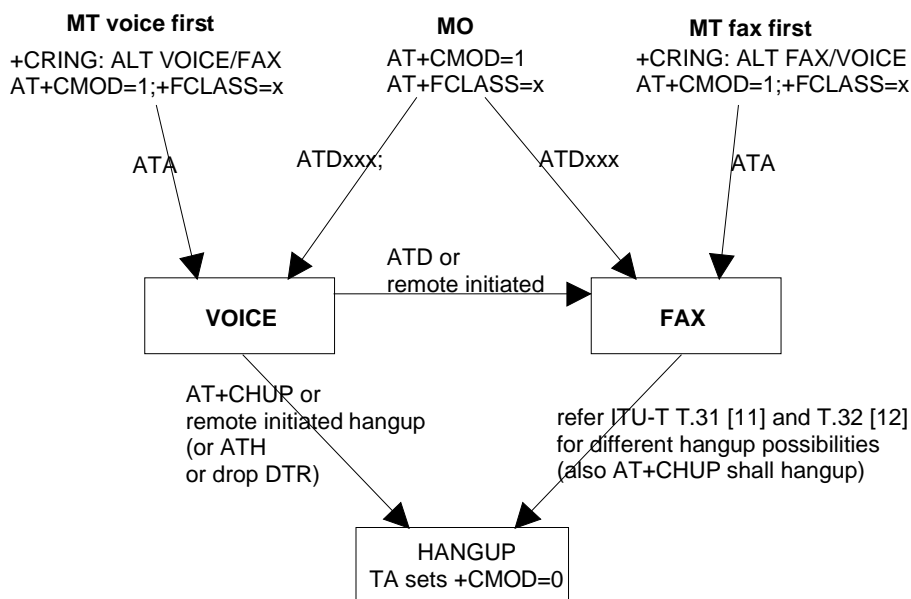 MT voice first
+CRING: ALT VOICE/FAX
AT+CMOD=1;+FCLASS=x
MO
AT+CMOD=1
AT+FCLASS=x
MT fax first
+CRING: ALT FAX/VOICE
AT+CMOD=1;+FCLASS=x
ATA
ATDxxx;
ATDxxx
ATA
ATD or
remote initiated
VOICE
FAX
AT+CHUP or
remote initiated hangup
(or ATH
or drop DTR)
refer ITU-T T.31 [11] and T.32 [12]
for different hangup possibilities
(also AT+CHUP shall hangup)
HANGUP
TA sets +CMOD=0